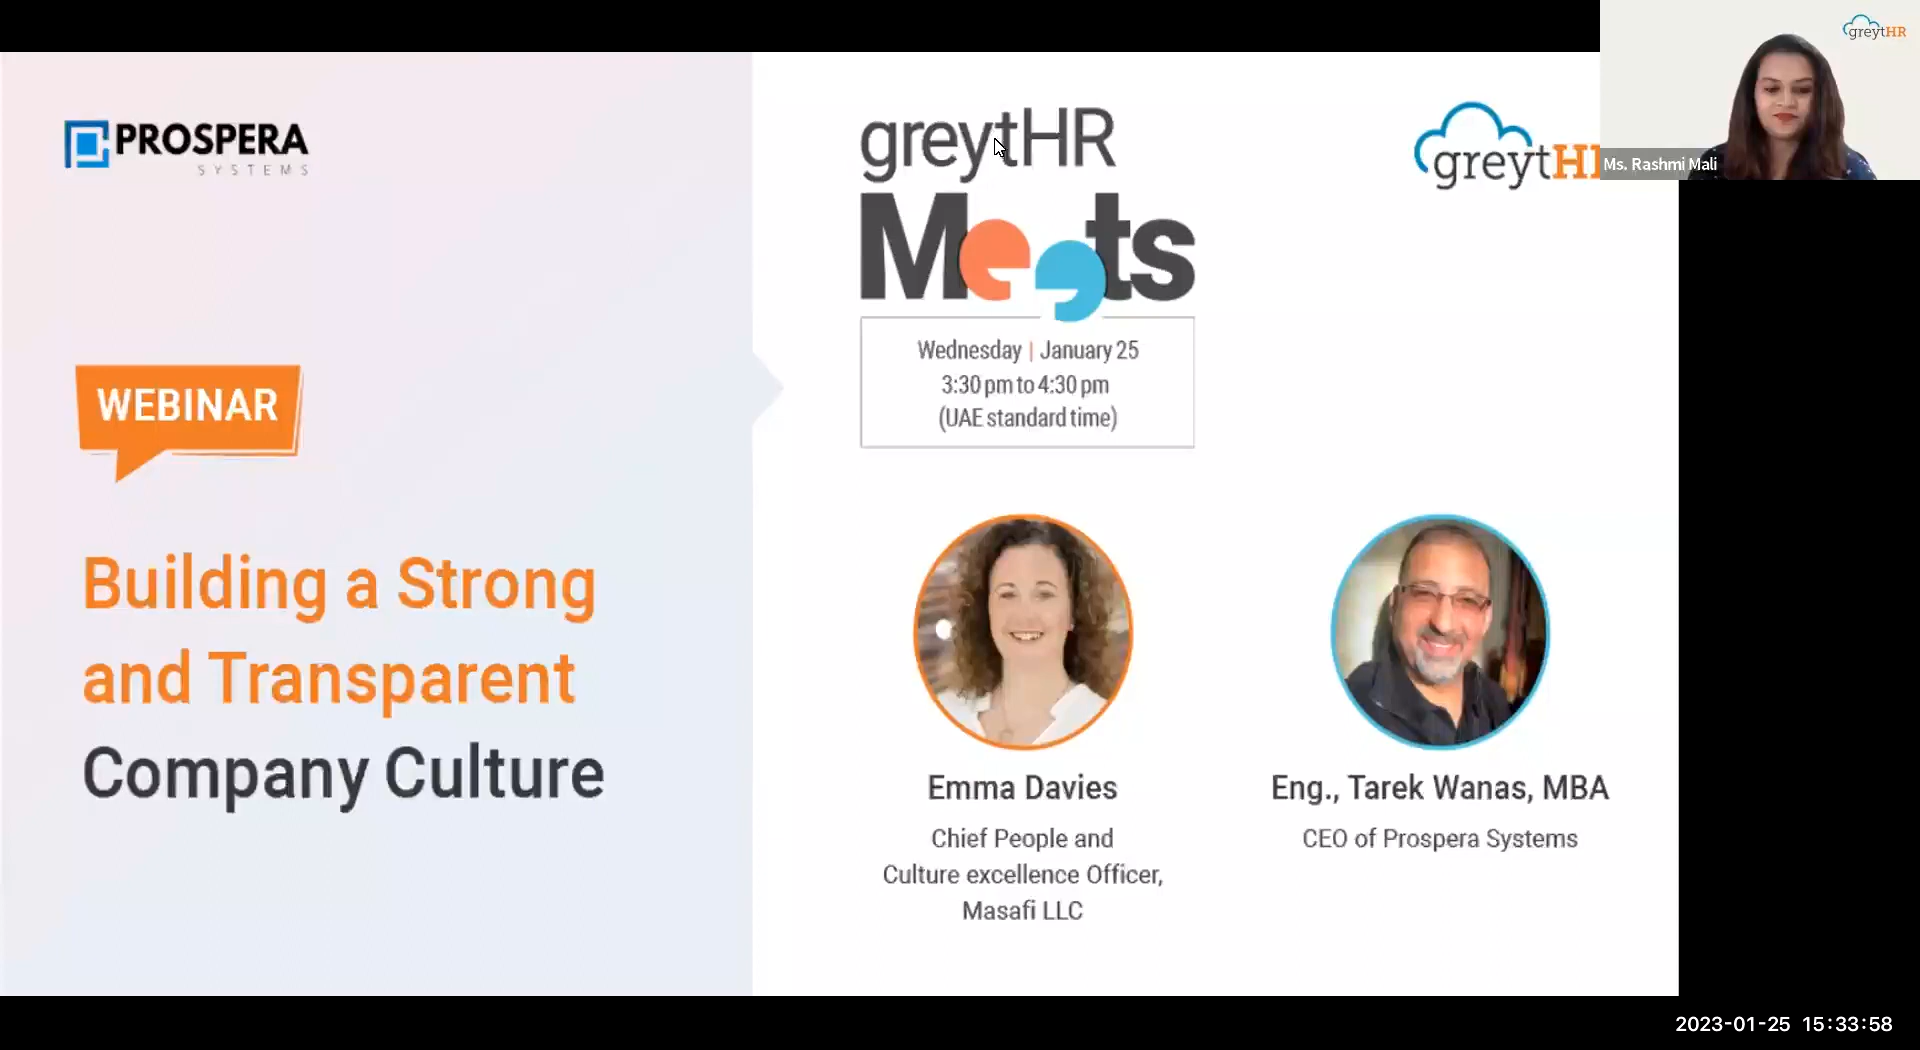 PROSPERA
SYSTEMS
WEBINAR
Building a Strong
and Transparent
Company Culture
greytHR
Meets
Wednesday | January 25
3:30 pm to 4:30 pm
(UAE standard time)
greytHR
Emma Davies
Chief People and
Culture excellence Officer,
Masafi LLC
Eng., Tarek Wanas, MBA
CEO of Prospera Systems
greytHR
Ms. Rashmi Mali
2023-01-25 15:33:58